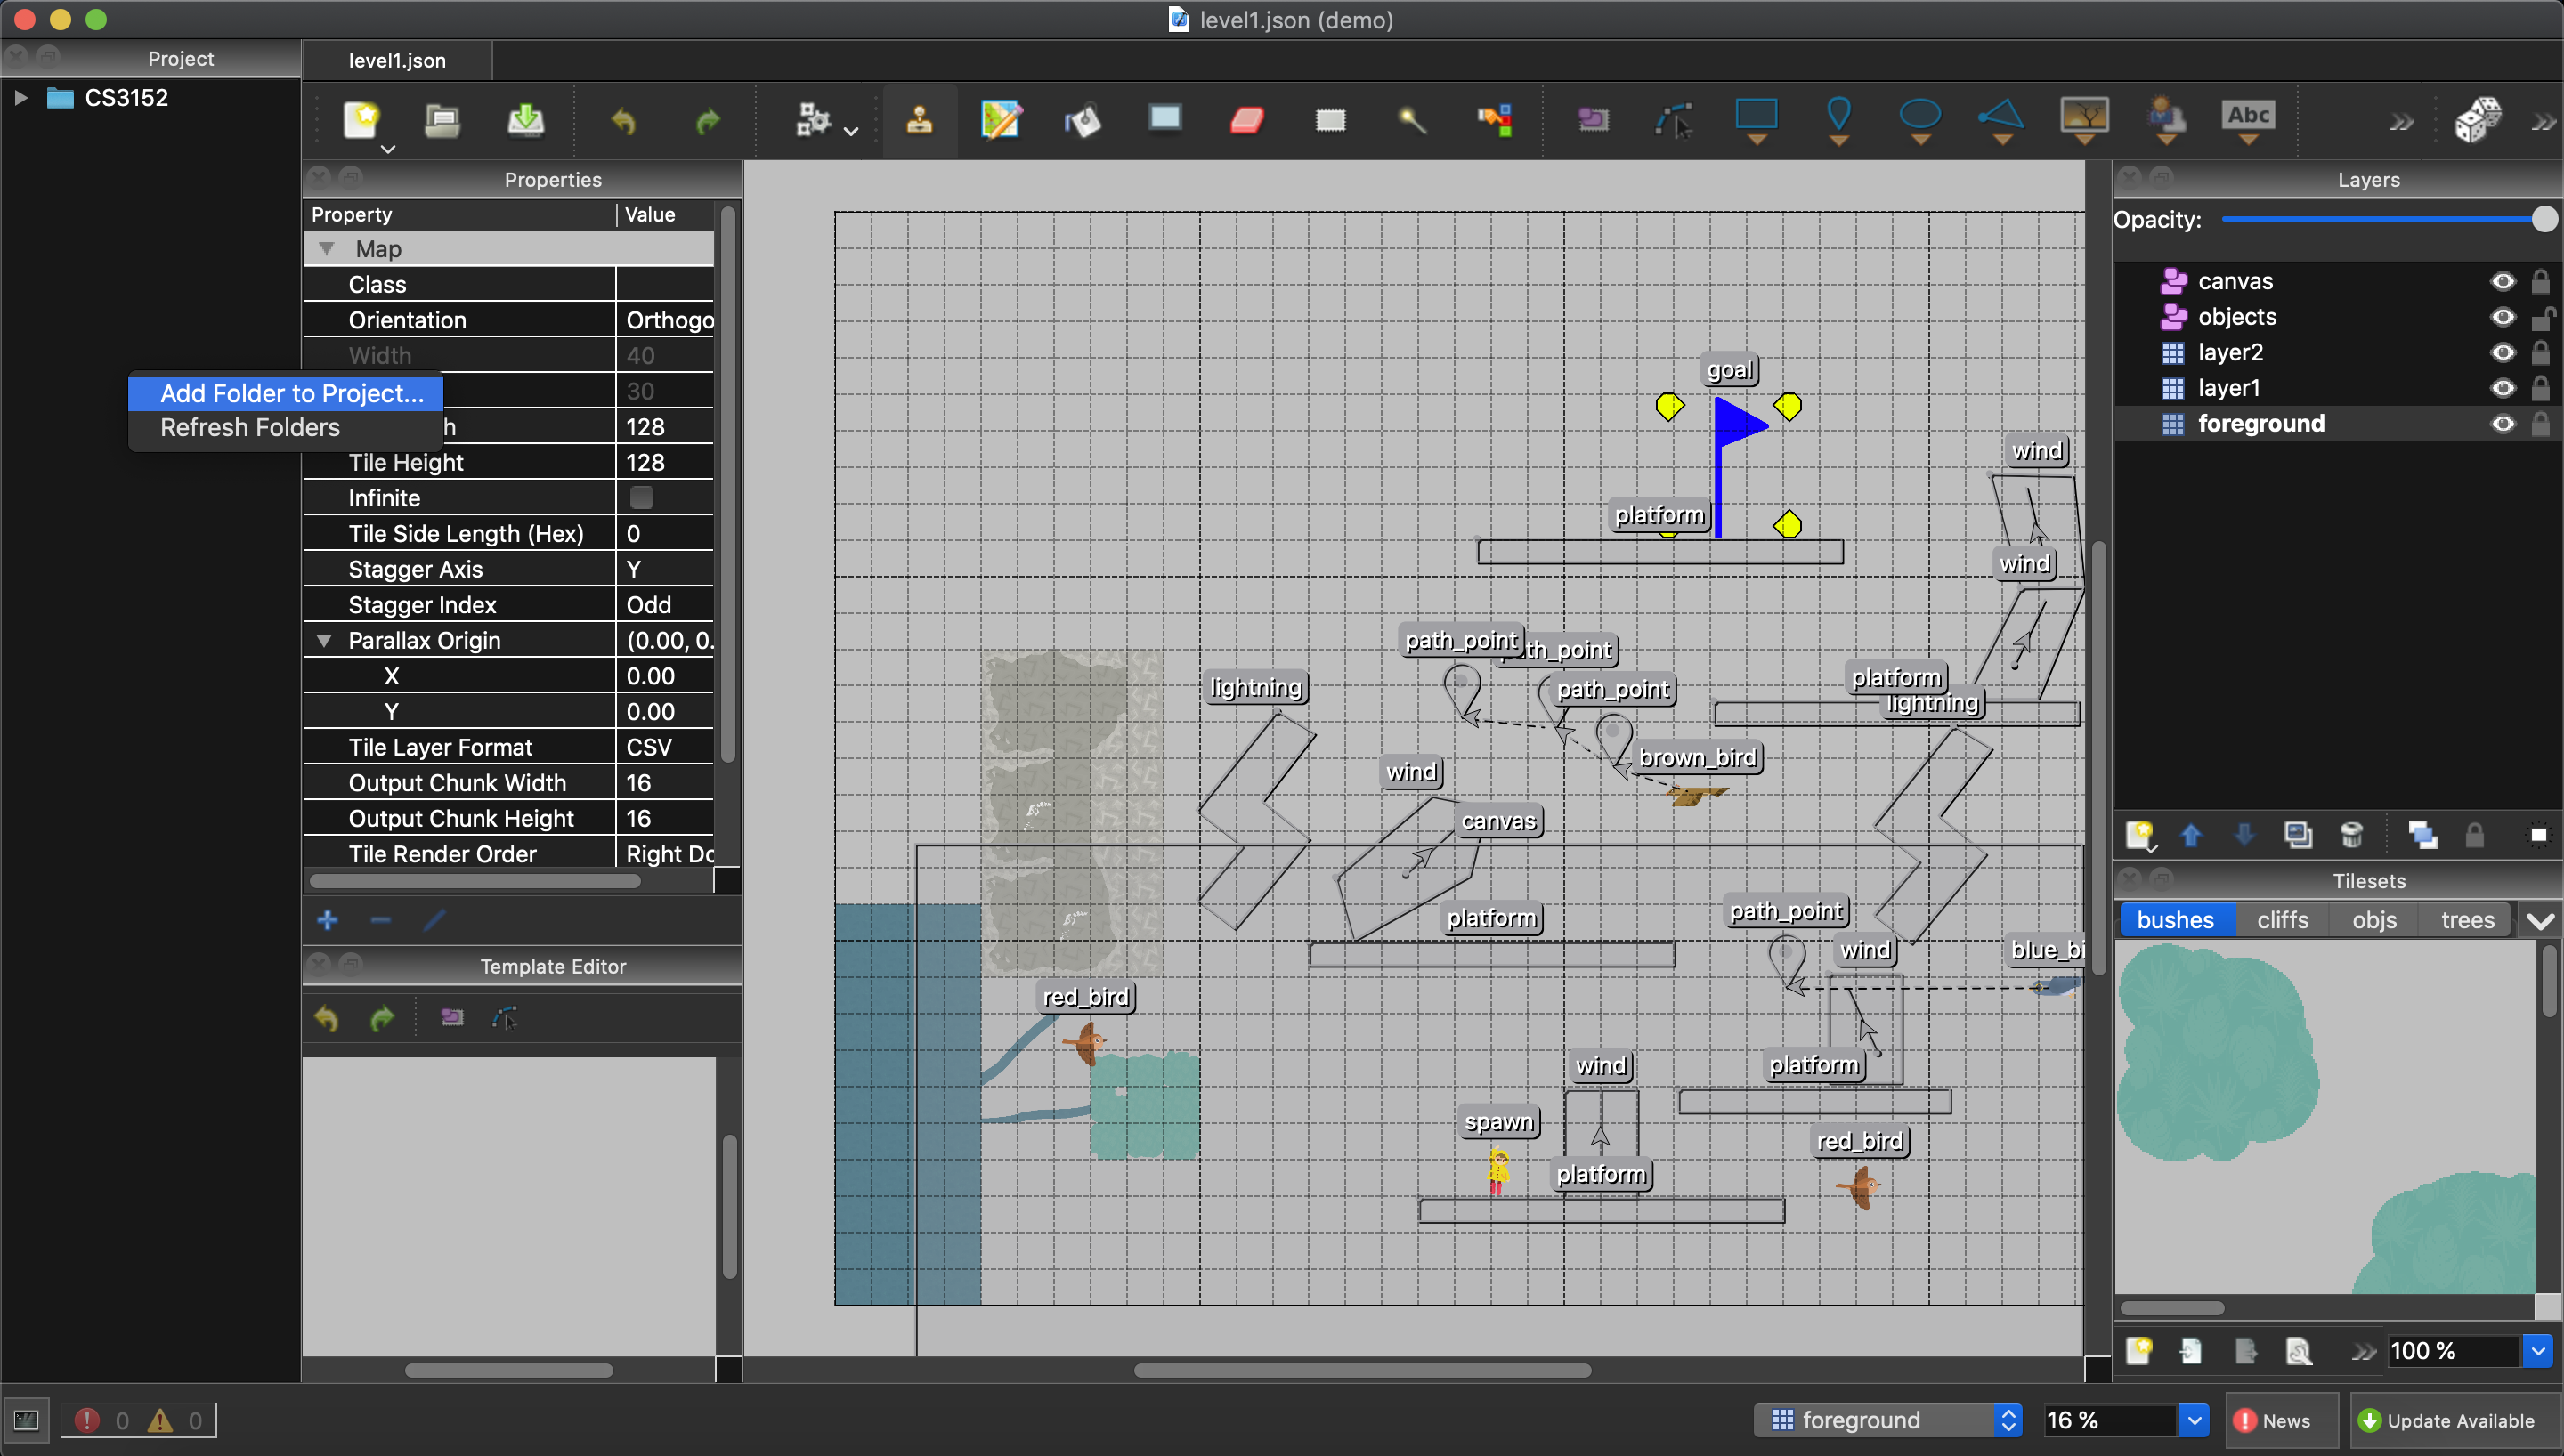 level1.json (demo)
Project
level1.json
CS3152
Abc
Properties
Property
Value
Map
Class
Orientation
Orthogo
Width
40
Add Folder to Project...
30
Refresh Folders
h
128
Tile Height
128
Infinite
Tile Side Length (Hex)
0
Stagger Axis
Y
Stagger Index
Odd
Parallax Origin
(0.00, 0.
X
0.00
Y
0.00
Tile Layer Format
CSV
Output Chunk Width
16
Output Chunk Height
16
Tile Render Order
Right Do
Template Editor
goal
wind
platform
wind
path_point
th_point
path_point
lightning
platform
lightning
brown_bird
wind
canvas
platform
path_point
wind
blue_bi
red_bird
wind
platform
spawn
platform
red_bird
Layers
Opacity:
canvas
objects
layer2
layer1
foreground
Tilesets
bushes
cliffs
objs
trees
100 %
0
0
foreground
16 %
News
Update Available